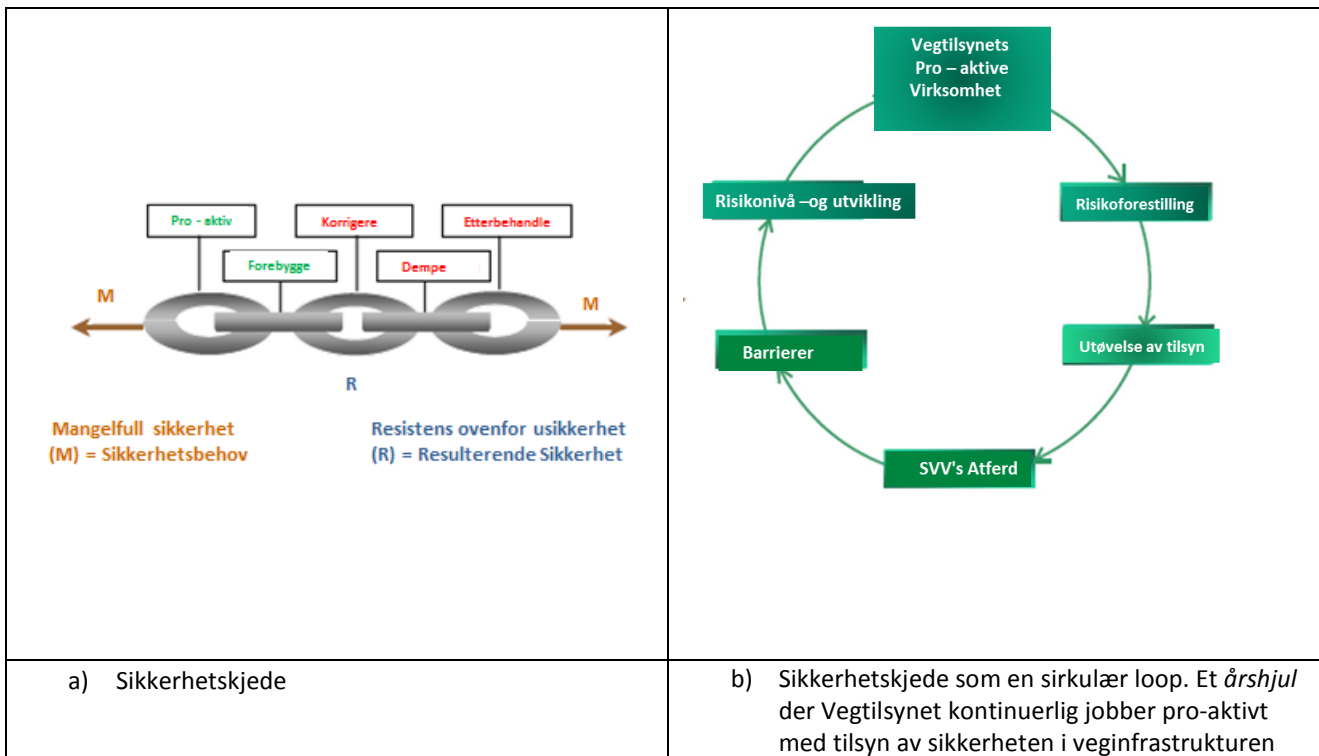 Pro - aktiv
Korrigere
Etterbehandle
Forebygge
Dempe
M
M
R
Mangelfull sikkerhet
(M) = Sikkerhetsbehov
Resistens ovenfor usikkerhet
(R) = Resulterende Sikkerhet
Vegtilsynets
Pro – aktive
Virksomhet
Risikoforestilling
Utøvelse av tilsyn
SVV's Atferd
Barrierer
Risikonivå –og utvikling
a) Sikkerhetskjede
b) Sikkerhetskjede som en sirkulær loop. Et årshjul
der Vegtilsynet kontinuerlig jobber pro-aktivt
med tilsyn av sikkerheten i veginfrastrukturen